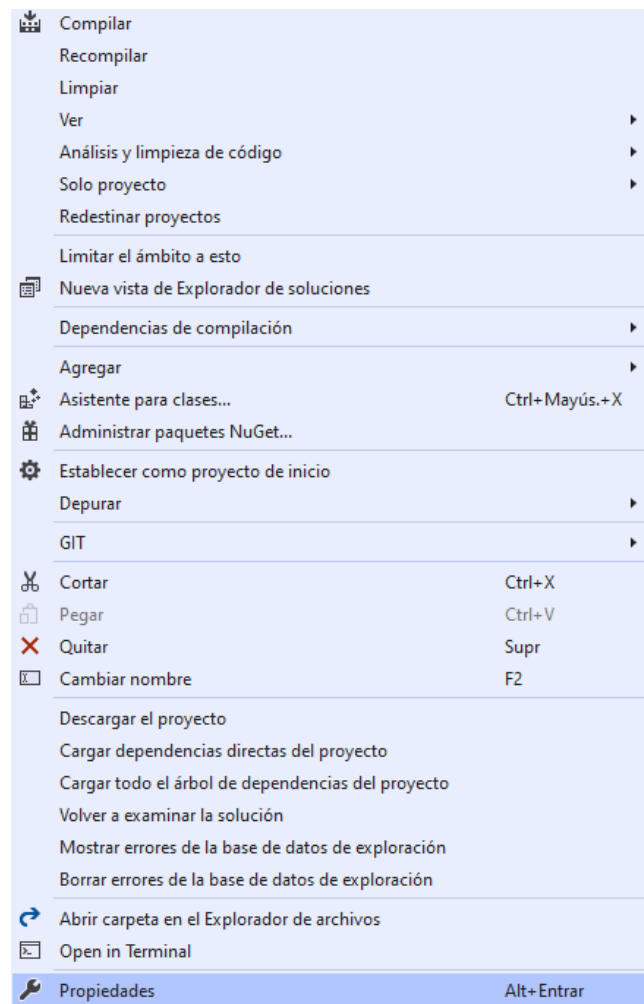 Compilar
Recompilar
Limpiar
Ver
Análisis y limpieza de código
Solo proyecto
Redestinar proyectos
Limitar el ámbito a esto
Nueva vista de Explorador de soluciones
Dependencias de compilación
Agregar
Asistente para clases... Ctrl+Mayús.+X
Administrar paquetes NuGet...
Establecer como proyecto de inicio
Depurar
GIT
Cortar Ctrl+X
Pegar Ctrl+V
Quitar Supr
Cambiar nombre F2
Descargar el proyecto
Cargar dependencias directas del proyecto
Cargar todo el árbol de dependencias del proyecto
Volver a examinar la solución
Mostrar errores de la base de datos de exploración
Borrar errores de la base de datos de exploración
Abrir carpeta en el Explorador de archivos
Open in Terminal
Propiedades Alt+Entrar